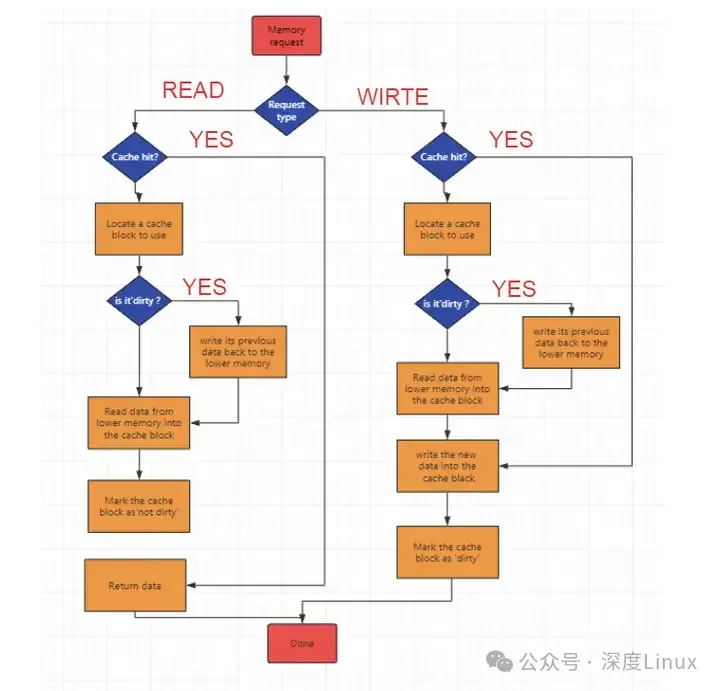 Memory
request
READ
Request
type
WIRTE
Cache hit?
YES
Cache hit?
YES
Locate a cache
block to use
Locate a cache
block to use
is it'dirty ?
YES
is it'dirty ?
YES
write its previous
data back to the
lower memory
write its previous
data back to the
lower memory
Read data from
lower memory into
the cache block
Read data from
lower memory into
the cache block
write the new
data into the
cache black
Mark the cache
block as'not dirty'
Mark the cache
block as 'dirty'
Return data
Done
公众号 · 深度Linux